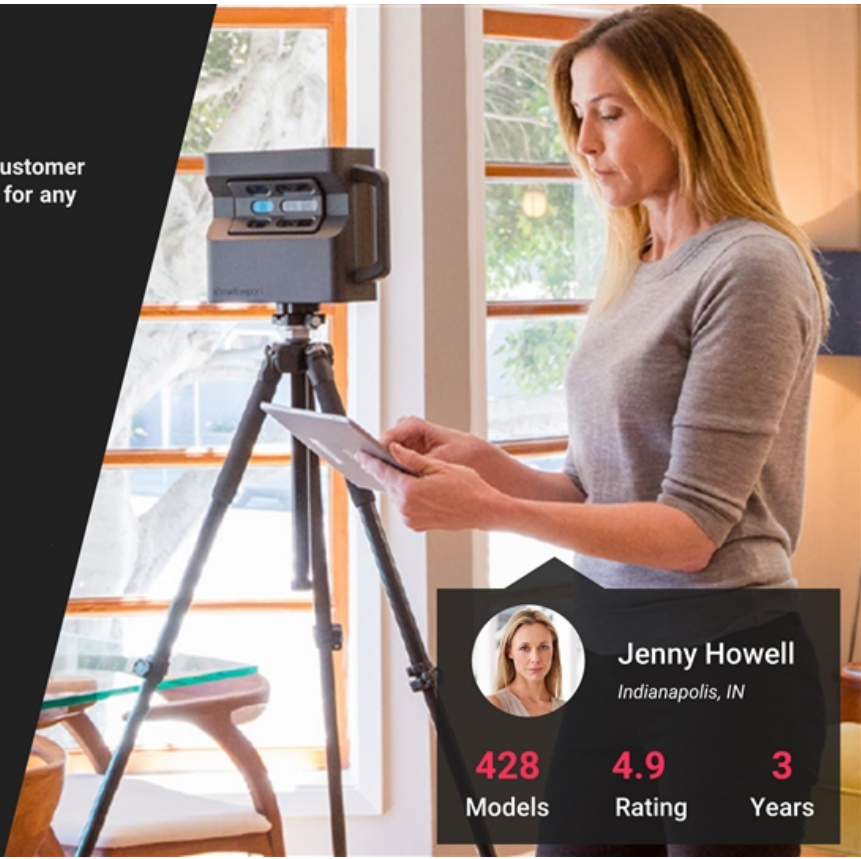 ustomer
for any
Jenny Howell
Indianapolis, IN
428
4.9
3
Models
Rating
Years